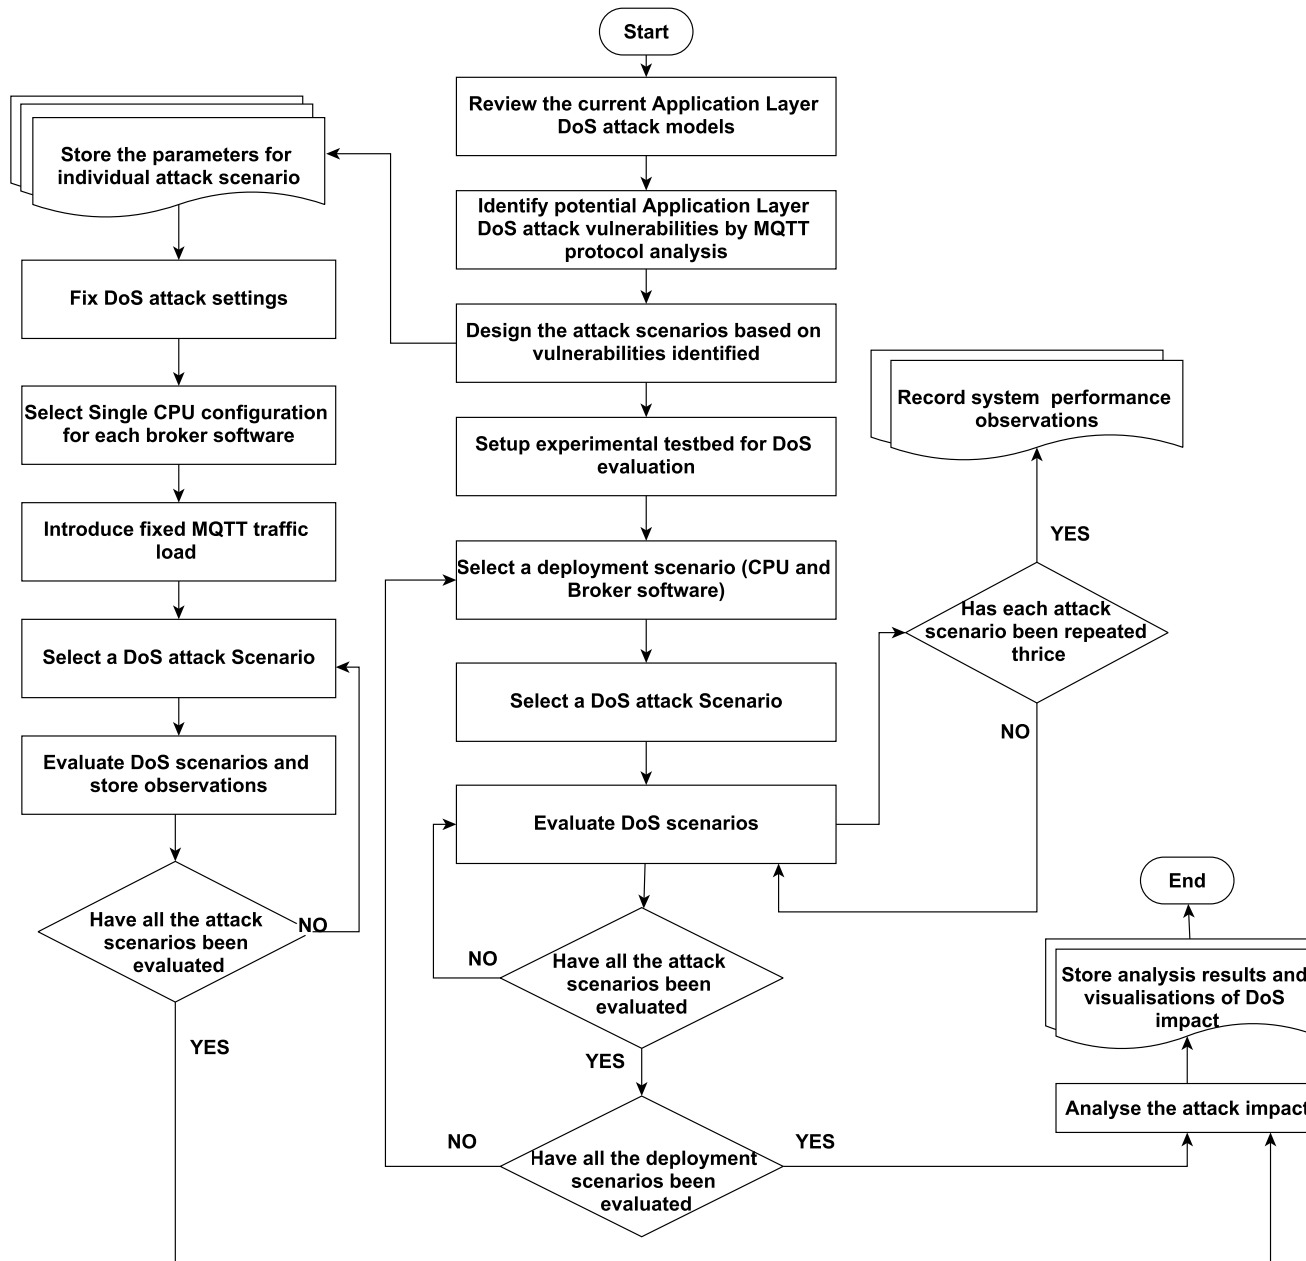 Start
Review the current Application Layer
DoS attack models
Identify potential Application Layer
DoS attack vulnerabilities by MQTT
protocol analysis
Design the attack scenarios based on
vulnerabilities identified
Setup experimental testbed for DoS
evaluation
Select a deployment scenario (CPU and
Broker software)
Select a DoS attack Scenario
Evaluate DoS scenarios
Have all the attack
scenarios been
evaluated
NO
YES
Have all the deployment
scenarios been
evaluated
NO
YES
Store the parameters for
individual attack scenario
Fix DoS attack settings
Select Single CPU configuration
for each broker software
Introduce fixed MQTT traffic
load
Select a DoS attack Scenario
Evaluate DoS scenarios and
store observations
Have all the attack
scenarios been
evaluated
NO
YES
Record system performance
observations
YES
Has each attack
scenario been repeated
thrice
NO
End
Store analysis results and
visualisations of DoS
impact
Analyse the attack impact